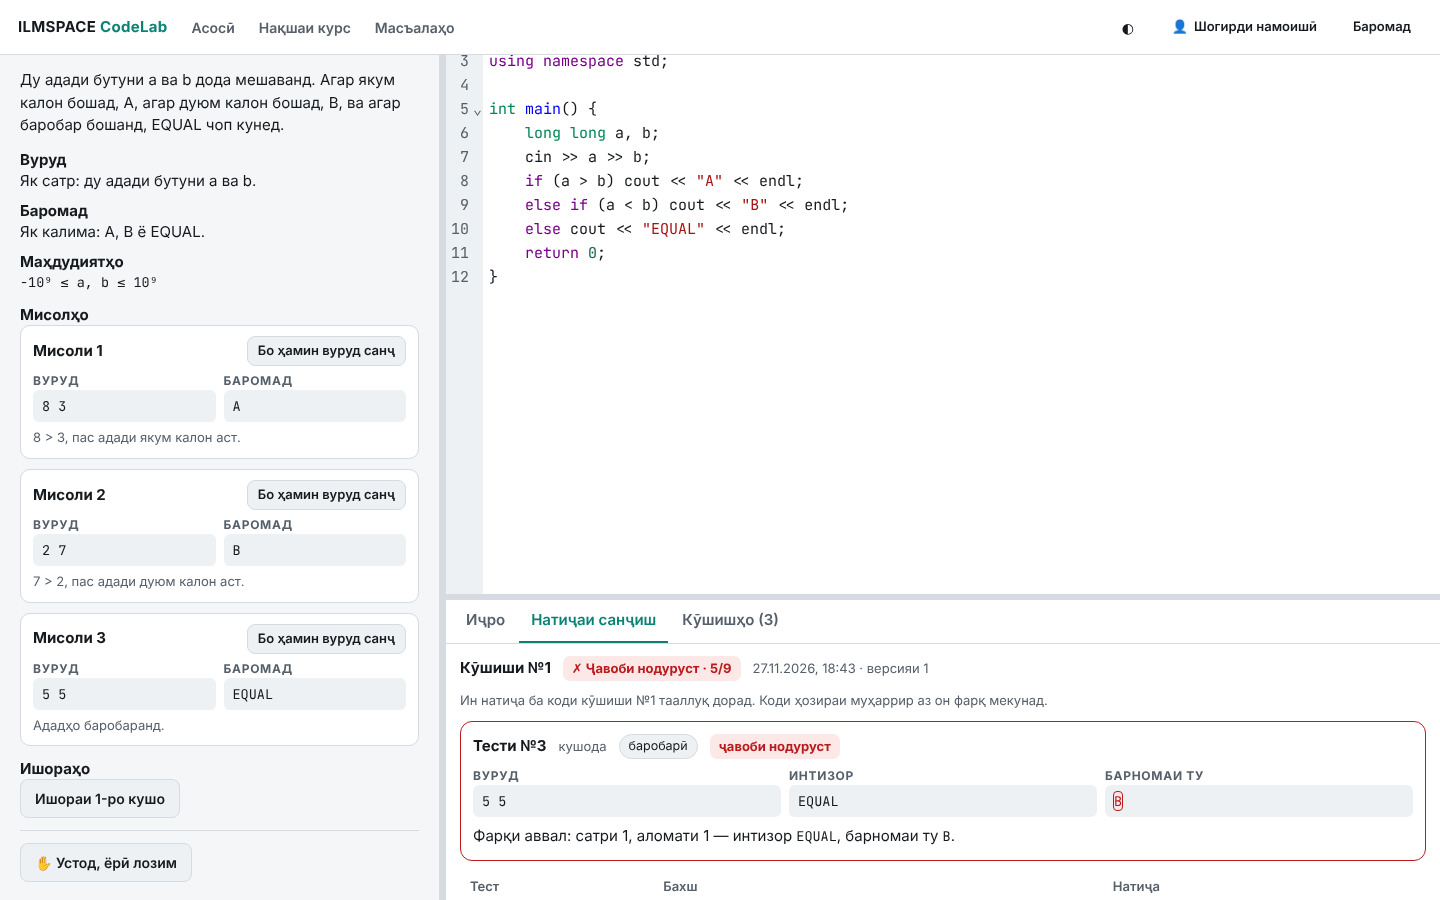 ILMSPACE CodeLab Асосӣ Нақшаи курс Масъалаҳо 👤 Шогирди намоишӣ Баромад
Ду адади бутуни a ва b дода мешаванд. Агар якум
калон бошад, A, агар дуюм калон бошад, B, ва агар
баробар бошанд, EQUAL чоп кунед.
Вуруд
Як сатр: ду адади бутуни a ва b.
Баромад
Як калима: A, B ё EQUAL.
Маҳдудиятҳо
-10⁹ ≤ a, b ≤ 10⁹
Мисолҳо
Мисоли 1 Бо ҳамин вуруд санҷ
ВУРУД БАРОМАД
8 3 A
8 > 3, пас адади якум калон аст.
Мисоли 2 Бо ҳамин вуруд санҷ
ВУРУД БАРОМАД
2 7 B
7 > 2, пас адади дуюм калон аст.
Мисоли 3 Бо ҳамин вуруд санҷ
ВУРУД БАРОМАД
5 5 EQUAL
Ададҳо баробаранд.
Ишораҳо
Ишораи 1-ро кушо
✋ Устод, ёрӣ лозим
3 using namespace std;
4
5 int main() {
6 long long a, b;
7 cin >> a >> b;
8 if (a > b) cout << "A" << endl;
9 else if (a < b) cout << "B" << endl;
10 else cout << "EQUAL" << endl;
11 return 0;
12 }
Иҷро Натиҷаи санҷиш Кӯшишҳо (3)
Кӯшиши №1 ✗ Ҷавоби нодуруст · 5/9 27.11.2026, 18:43 · версияи 1
Ин натиҷа ба коди кӯшиши №1 тааллуқ дорад. Коди ҳозираи муҳаррир аз он фарқ мекунад.
Тести №3 кушода баробарӣ ҷавоби нодуруст
ВУРУД ИНТИЗОР БАРНОМАИ ТУ
5 5 EQUAL B
Фарқи аввал: сатри 1, аломати 1 — интизор EQUAL, барномаи ту B.
Тест Бахш Натиҷа